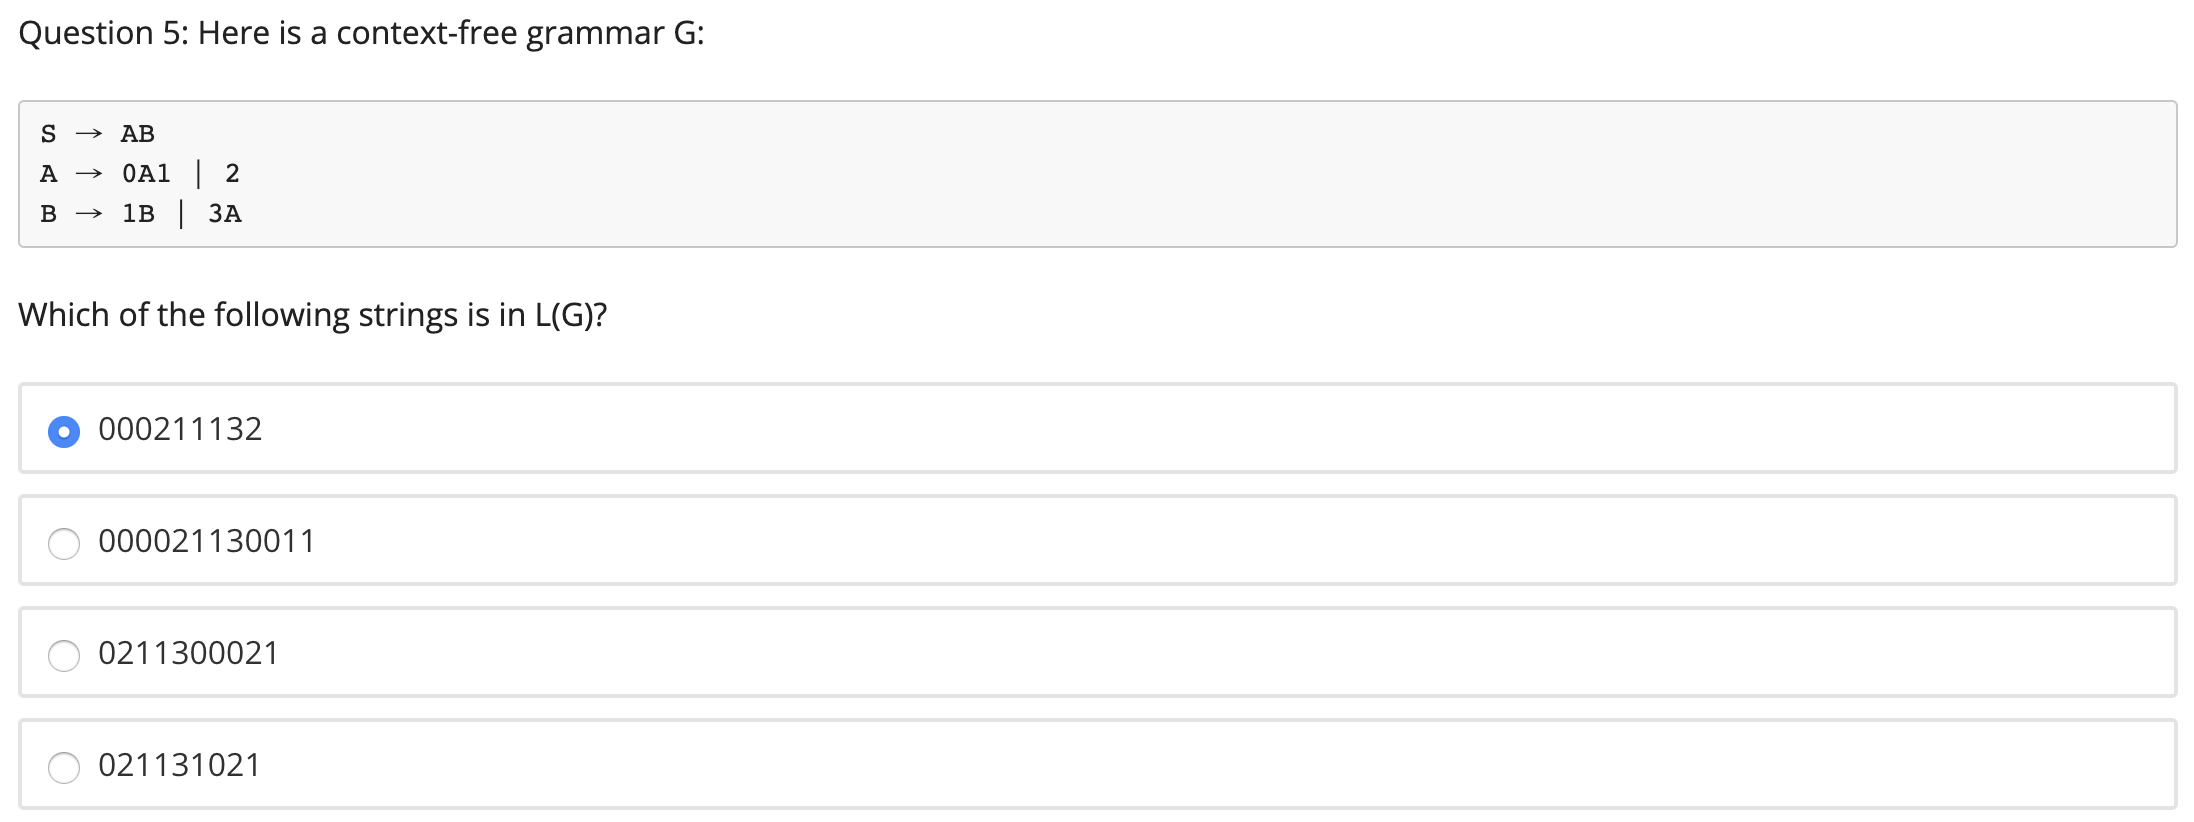 Question 5: Here is a context-free grammar G:
S → AB
A → 0A1 | 2
B → 1B | 3A
Which of the following strings is in L(G)?
000211132
000021130011
0211300021
021131021